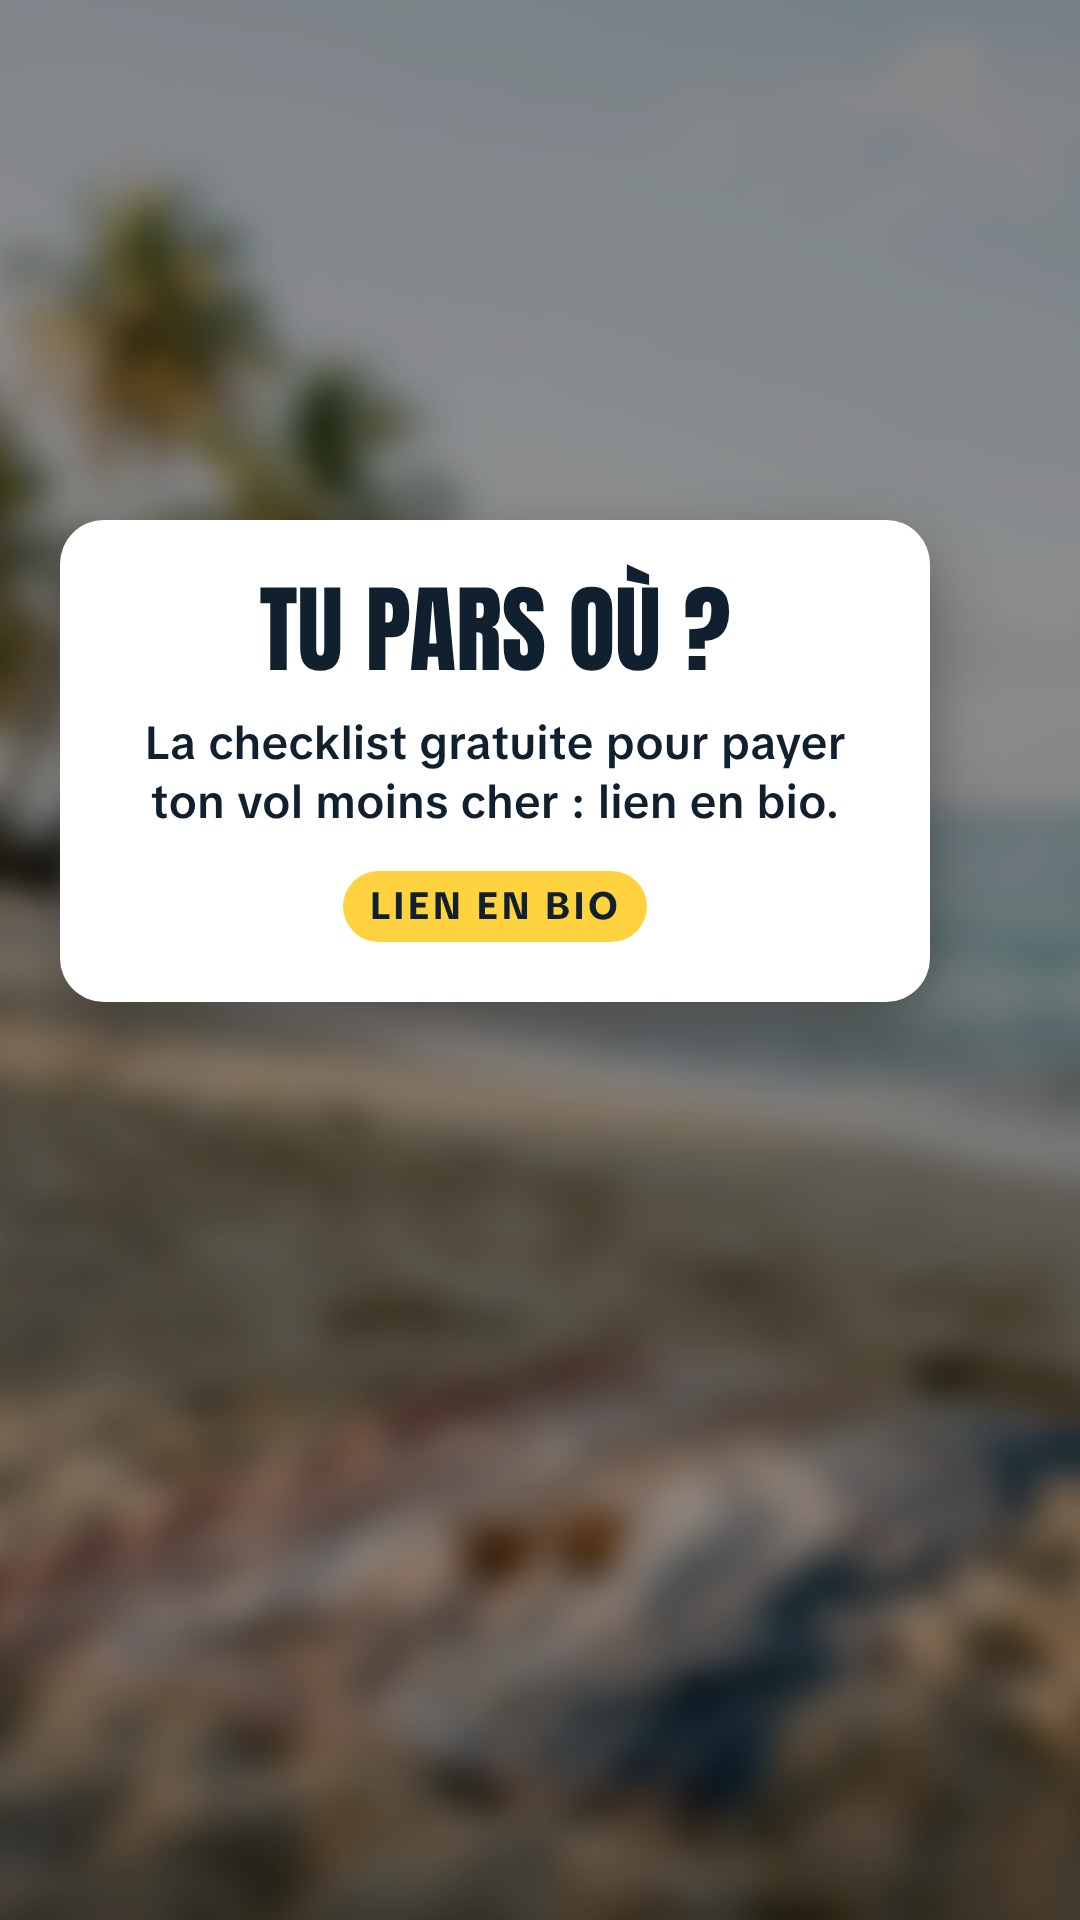 TU PARS OÙ ?
La checklist gratuite pour payer
ton vol moins cher : lien en bio.
LIEN EN BIO